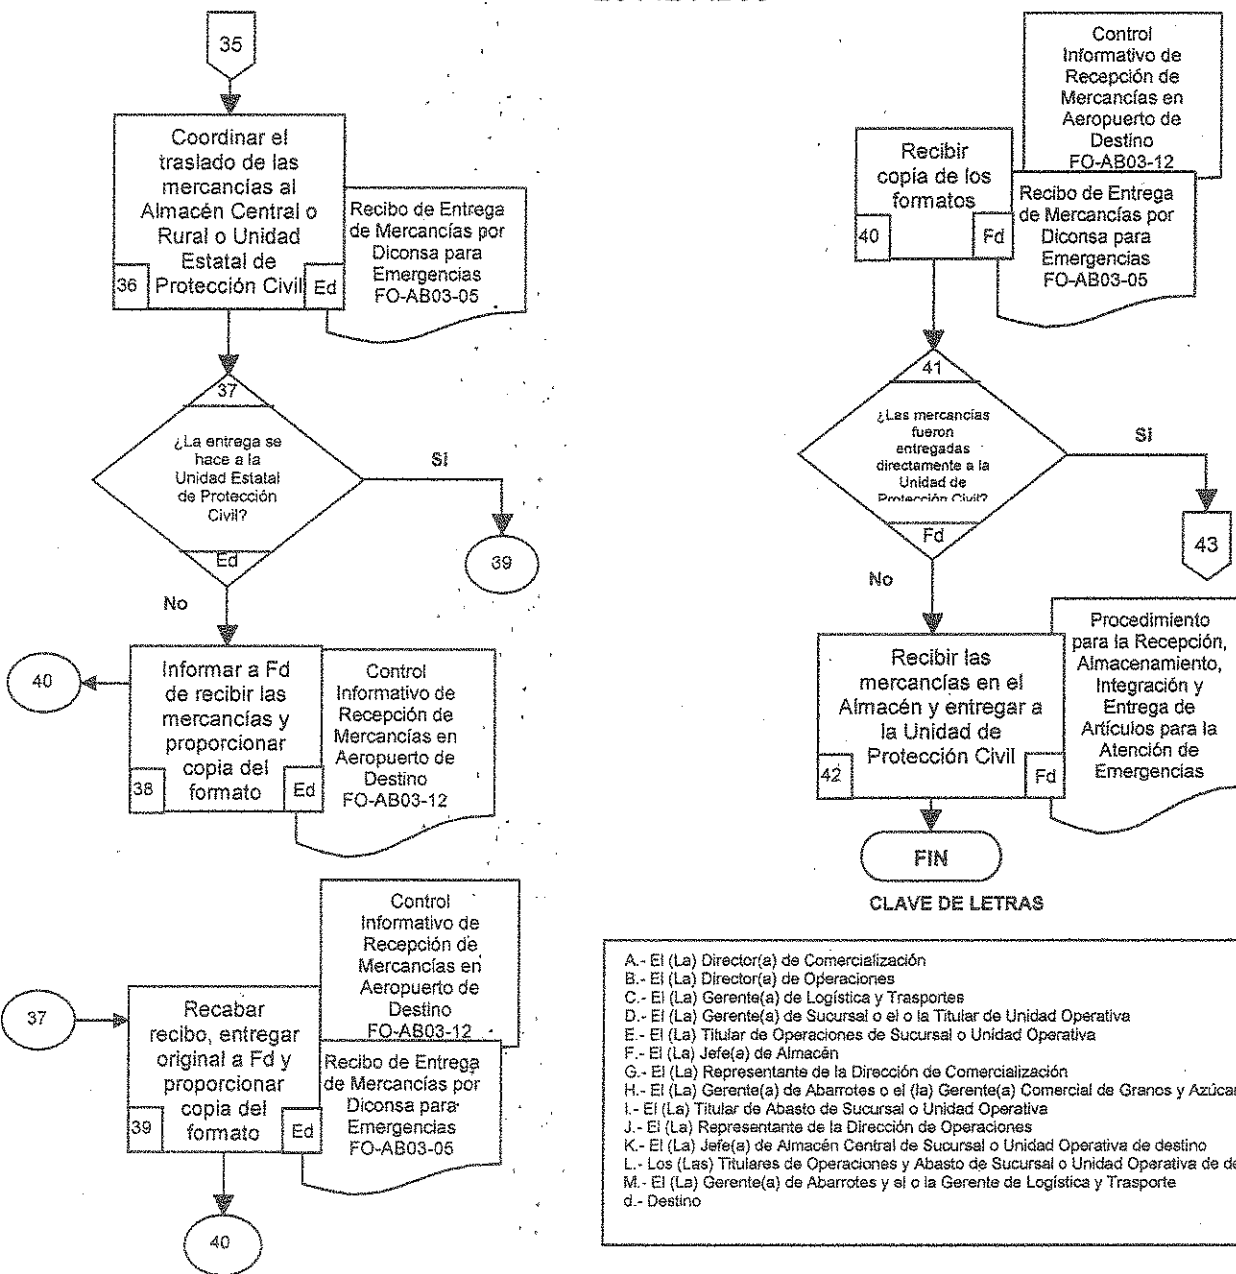 35
Coordinar el
traslado de las
mercancías al
Almacén Central o
Rural o Unidad
Estatal de
Protección Civil
36
Ed
Recibo de Entrega
de Mercancías por
Diconsa para
Emergencias
FO-AB03-05
37
¿La entrega se
hace a la
Unidad Estatal
de Protección
Civil?
Ed
SI
39
No
40
Informar a Fd
de recibir las
mercancías y
proporcionar
copia del
formato
38
Ed
Control
Informativo de
Recepción de
Mercancías en
Aeropuerto de
Destino
FO-AB03-12
37
Recabar
recibo, entregar
original a Fd y
proporcionar
copia del
formato
39
Ed
Control
Informativo de
Recepción de
Mercancías en
Aeropuerto de
Destino
FO-AB03-12
Recibo de Entrega
de Mercancías por
Diconsa para
Emergencias
FO-AB03-05
40
Recibir
copia de los
formatos
40
Fd
Control
Informativo de
Recepción de
Mercancías en
Aeropuerto de
Destino
FO-AB03-12
Recibo de Entrega
de Mercancías por
Diconsa para
Emergencias
FO-AB03-05
41
¿Las mercancías
fueron
entregadas
directamente a la
Unidad de
Protección Civil?
Fd
SI
43
No
Recibir las
mercancías en el
Almacén y entregar a
la Unidad de
Protección Civil
42
Fd
Procedimiento
para la Recepción,
Almacenamiento,
Integración y
Entrega de
Artículos para la
Atención de
Emergencias
FIN
CLAVE DE LETRAS
A.- El (La) Director(a) de Comercialización
B.- El (La) Director(a) de Operaciones
C.- El (La) Gerente(a) de Logística y Trasportes
D.- El (La) Gerente(a) de Sucursal o el o la Titular de Unidad Operativa
E.- El (La) Titular de Operaciones de Sucursal o Unidad Operativa
F.- El (La) Jefe(a) de Almacén
G.- El (La) Representante de la Dirección de Comercialización
H.- El (La) Gerente(a) de Abarrotes o el (la) Gerente(a) Comercial de Granos y Azúcar
I.- El (La) Titular de Abasto de Sucursal o Unidad Operativa
J.- El (La) Representante de la Dirección de Operaciones
K.- El (La) Jefe(a) de Almacén Central de Sucursal o Unidad Operativa de destino
L.- Los (Las) Titulares de Operaciones y Abasto de Sucursal o Unidad Operativa de de
M.- El (La) Gerente(a) de Abarrotes y el o la Gerente de Logística y Trasporte
d.- Destino